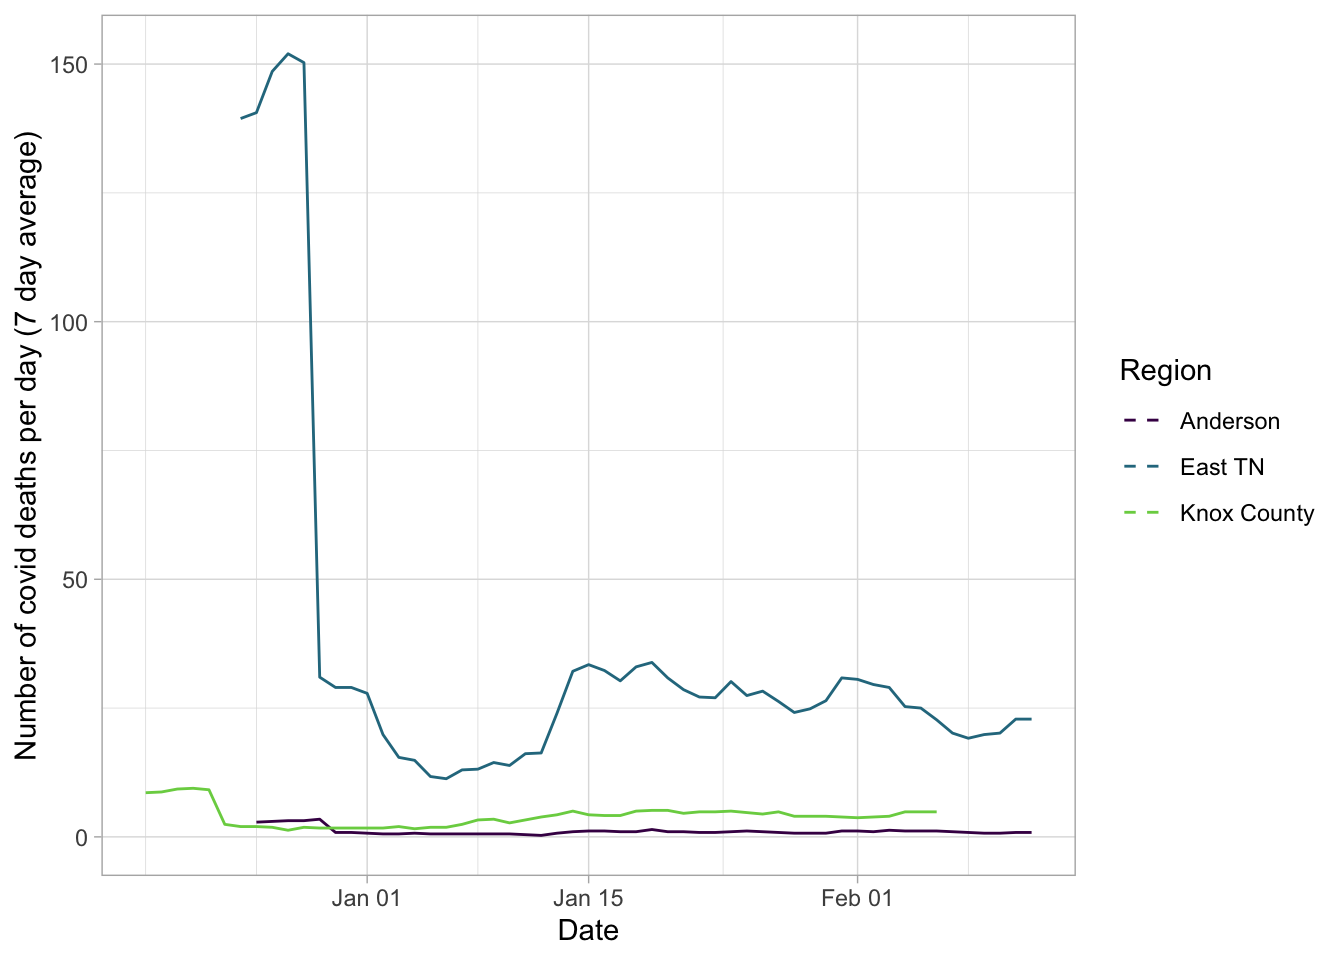 Number of covid deaths per day (7 day average)
150
100
50
0
Jan 01
Jan 15
Feb 01
Date
Region
Anderson
East TN
Knox County